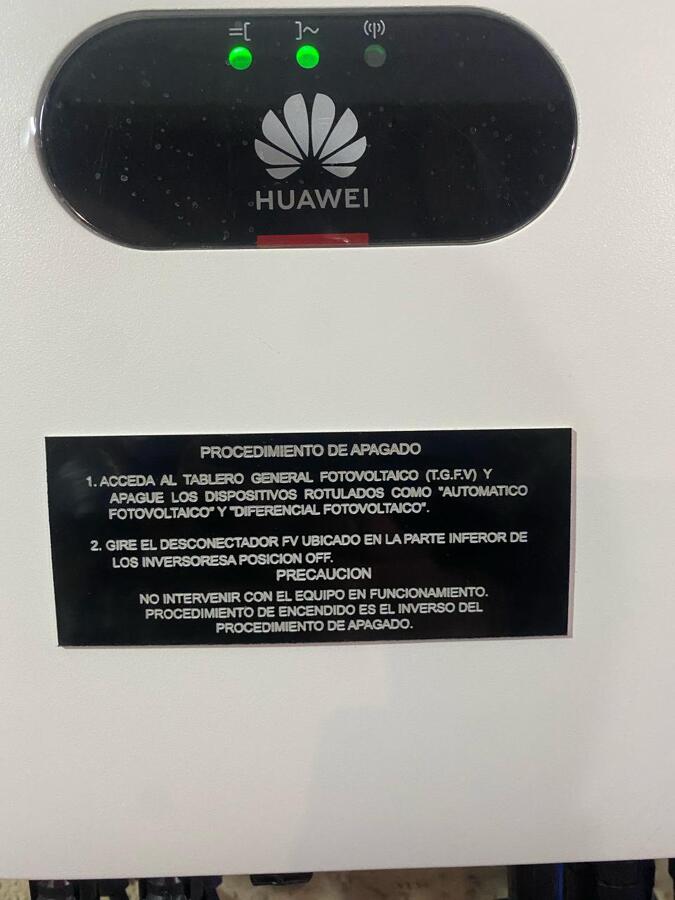 HUAWEI
PROCEDIMIENTO DE APAGADO
1. ACCEDA AL TABLERO GENERAL FOTOVOLTAICO (T.G.F.V) Y
APAGUE LOS DISPOSITIVOS ROTULADOS COMO "AUTOMATICO
FOTOVOLTAICO" Y "DIFERENCIAL FOTOVOLTAICO".
2. GIRE EL DESCONECTADOR FV UBICADO EN LA PARTE INFERIOR DE
LOS INVERSORESA POSICION OFF.
PRECAUCION
NO INTERVENIR CON EL EQUIPO EN FUNCIONAMIENTO.
PROCEDIMIENTO DE ENCENDIDO ES EL INVERSO DEL
PROCEDIMIENTO DE APAGADO.